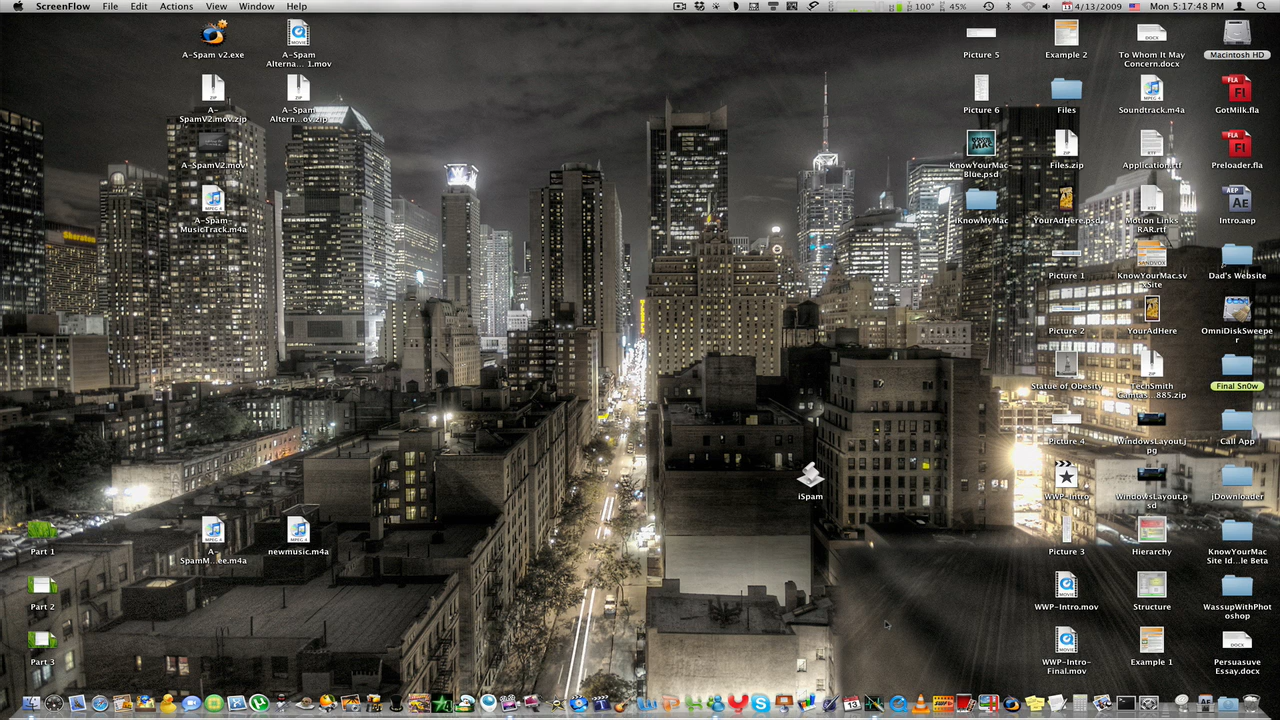 ScreenFlow File Edit Actions View Window Help 100% 45% 4/13/2009 Mon 5:17:48 PM
A-Spam v2.exe
A-Spam
Alterna... 1.mov
A-
SpamV2.mov.zip
A-Spam
Altern...ov.zip
A-SpamV2.mov
A-Spam-
MusicTrack.m4a
Sheraton
Picture 5
Example 2
To Whom It May
Concern.docx
Macintosh HD
Picture 6
Files
Soundtrack.m4a
GotMilk.fla
KnowYourMac
Blue.psd
Files.zip
Application.rtf
Preloader.fla
iKnowMyMac
YourAdHere.psd
Motion Links
RAR.rtf
Intro.aep
Picture 1
KnowYourMac.sv
xSite
Dad's Website
Picture 2
YourAdHere
OmniDiskSweepe
r
Statue of Obesity
TechSmith
Camtas...885.zip
Final Sn0w
Picture 4
WindowsLayout.j
pg
Call App
iSpam
WWP-Intro
WindowsLayout.p
sd
jDownloader
Part 1
A-
SpamM...ee.m4a
newmusic.m4a
Picture 3
Hierarchy
KnowYourMac
Site Id...le Beta
Part 2
WWP-Intro.mov
Structure
WassupWithPhot
oshop
Part 3
WWP-Intro-
Final.mov
Example 1
Persuasuve
Essay.docx